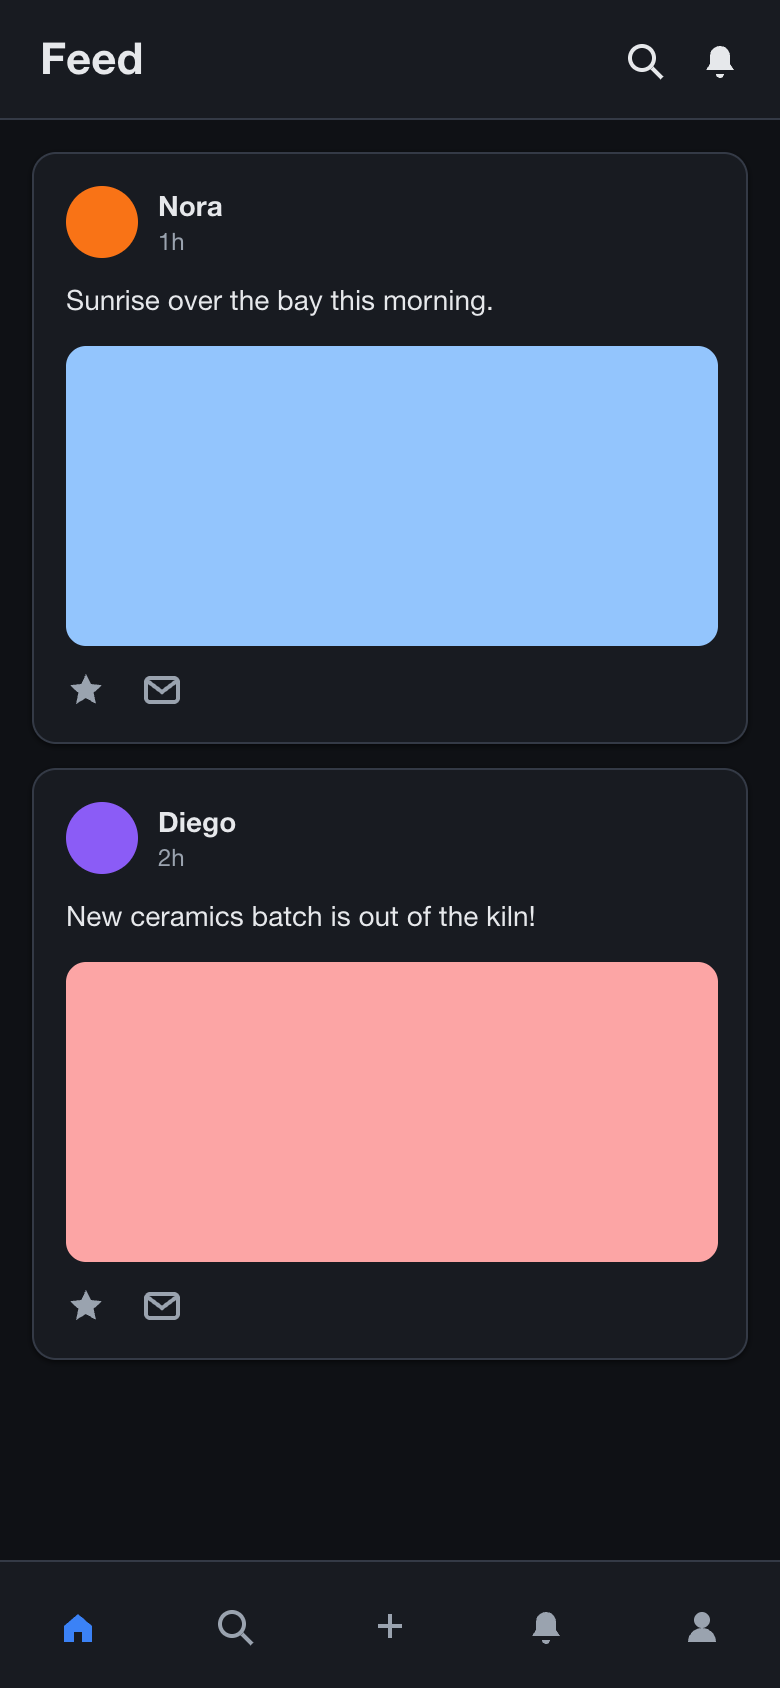 Feed
Nora
1h
Sunrise over the bay this morning.
Diego
2h
New ceramics batch is out of the kiln!